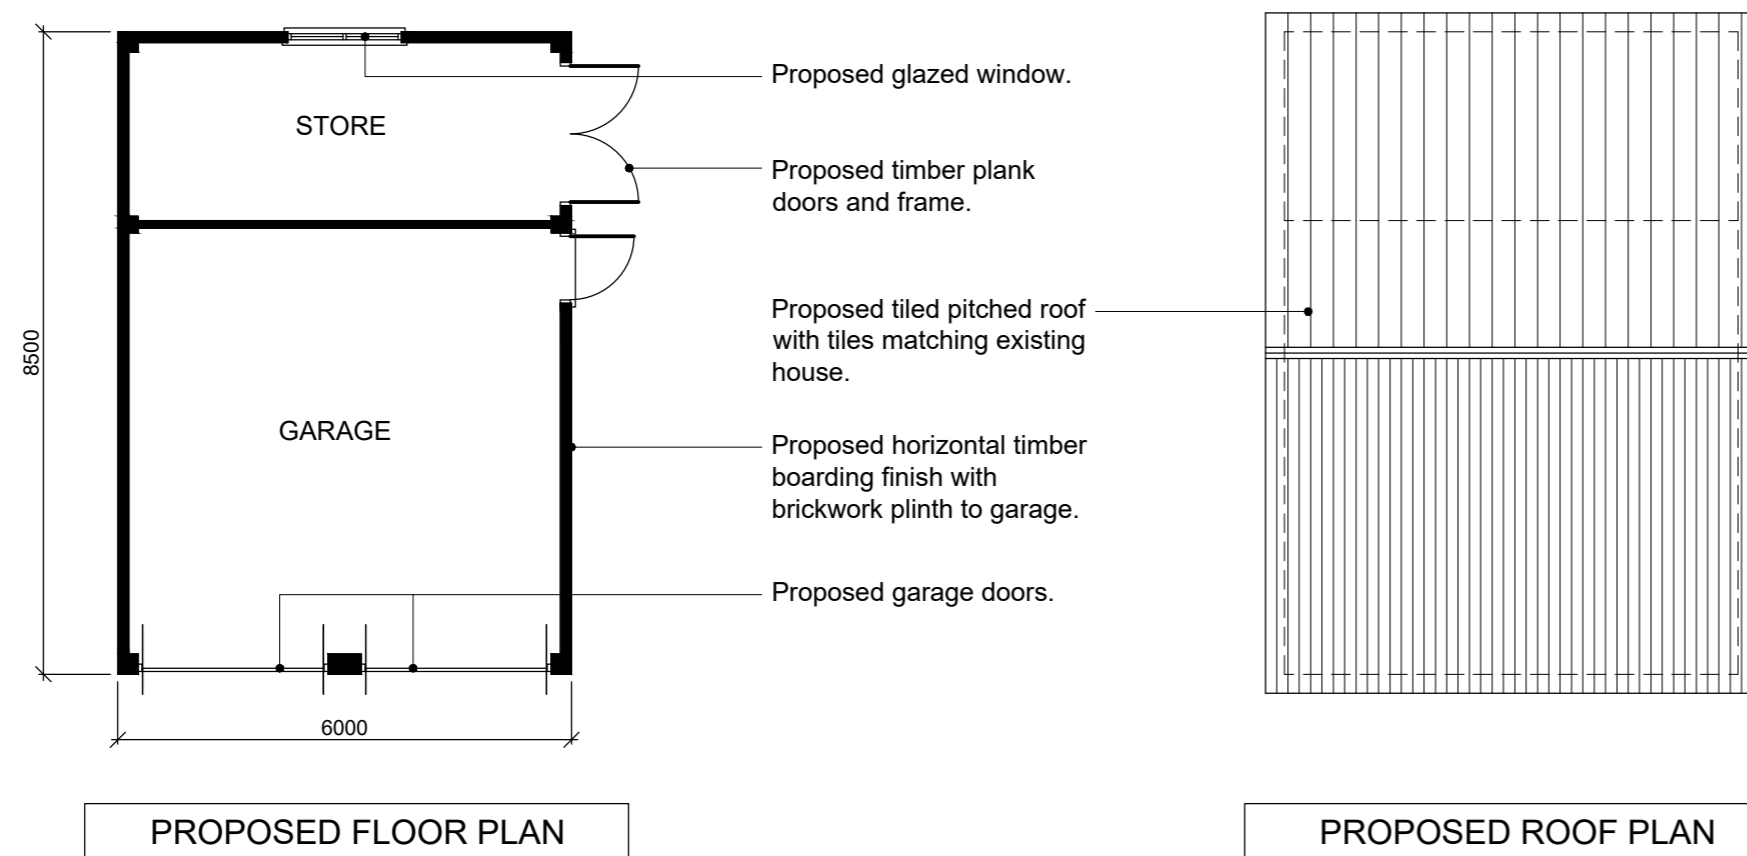 STORE
GARAGE
8500
6000
Proposed glazed window.
Proposed timber plank
doors and frame.
Proposed tiled pitched roof
with tiles matching existing
house.
Proposed horizontal timber
boarding finish with
brickwork plinth to garage.
Proposed garage doors.
PROPOSED FLOOR PLAN
PROPOSED ROOF PLAN